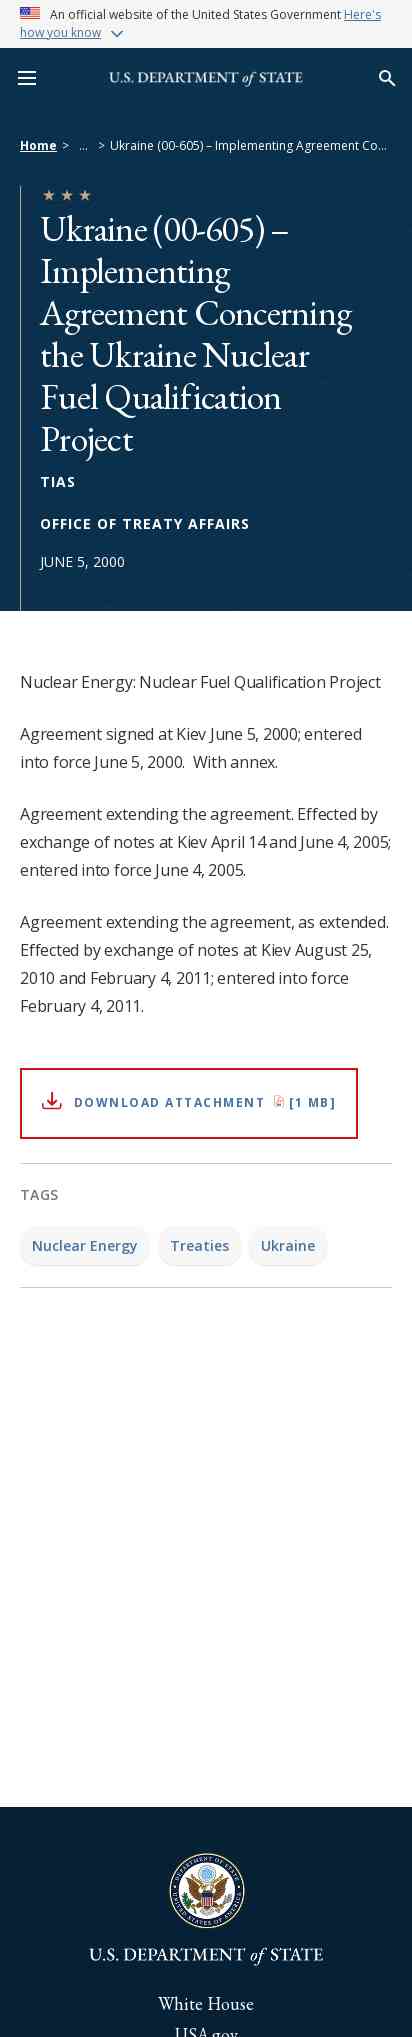 An official website of the United States Government Here's
how you know
U.S. DEPARTMENT of STATE
Home > ... > Ukraine (00-605) – Implementing Agreement Co...
Ukraine (00-605) –
Implementing
Agreement Concerning
the Ukraine Nuclear
Fuel Qualification
Project
TIAS
OFFICE OF TREATY AFFAIRS
JUNE 5, 2000
Nuclear Energy: Nuclear Fuel Qualification Project
Agreement signed at Kiev June 5, 2000; entered
into force June 5, 2000.  With annex.
Agreement extending the agreement. Effected by
exchange of notes at Kiev April 14 and June 4, 2005;
entered into force June 4, 2005.
Agreement extending the agreement, as extended.
Effected by exchange of notes at Kiev August 25,
2010 and February 4, 2011; entered into force
February 4, 2011.
DOWNLOAD ATTACHMENT [1 MB]
TAGS
Nuclear Energy Treaties Ukraine
DEPARTMENT OF STATE
UNITED STATES OF AMERICA
U.S. DEPARTMENT of STATE
White House
USA.gov